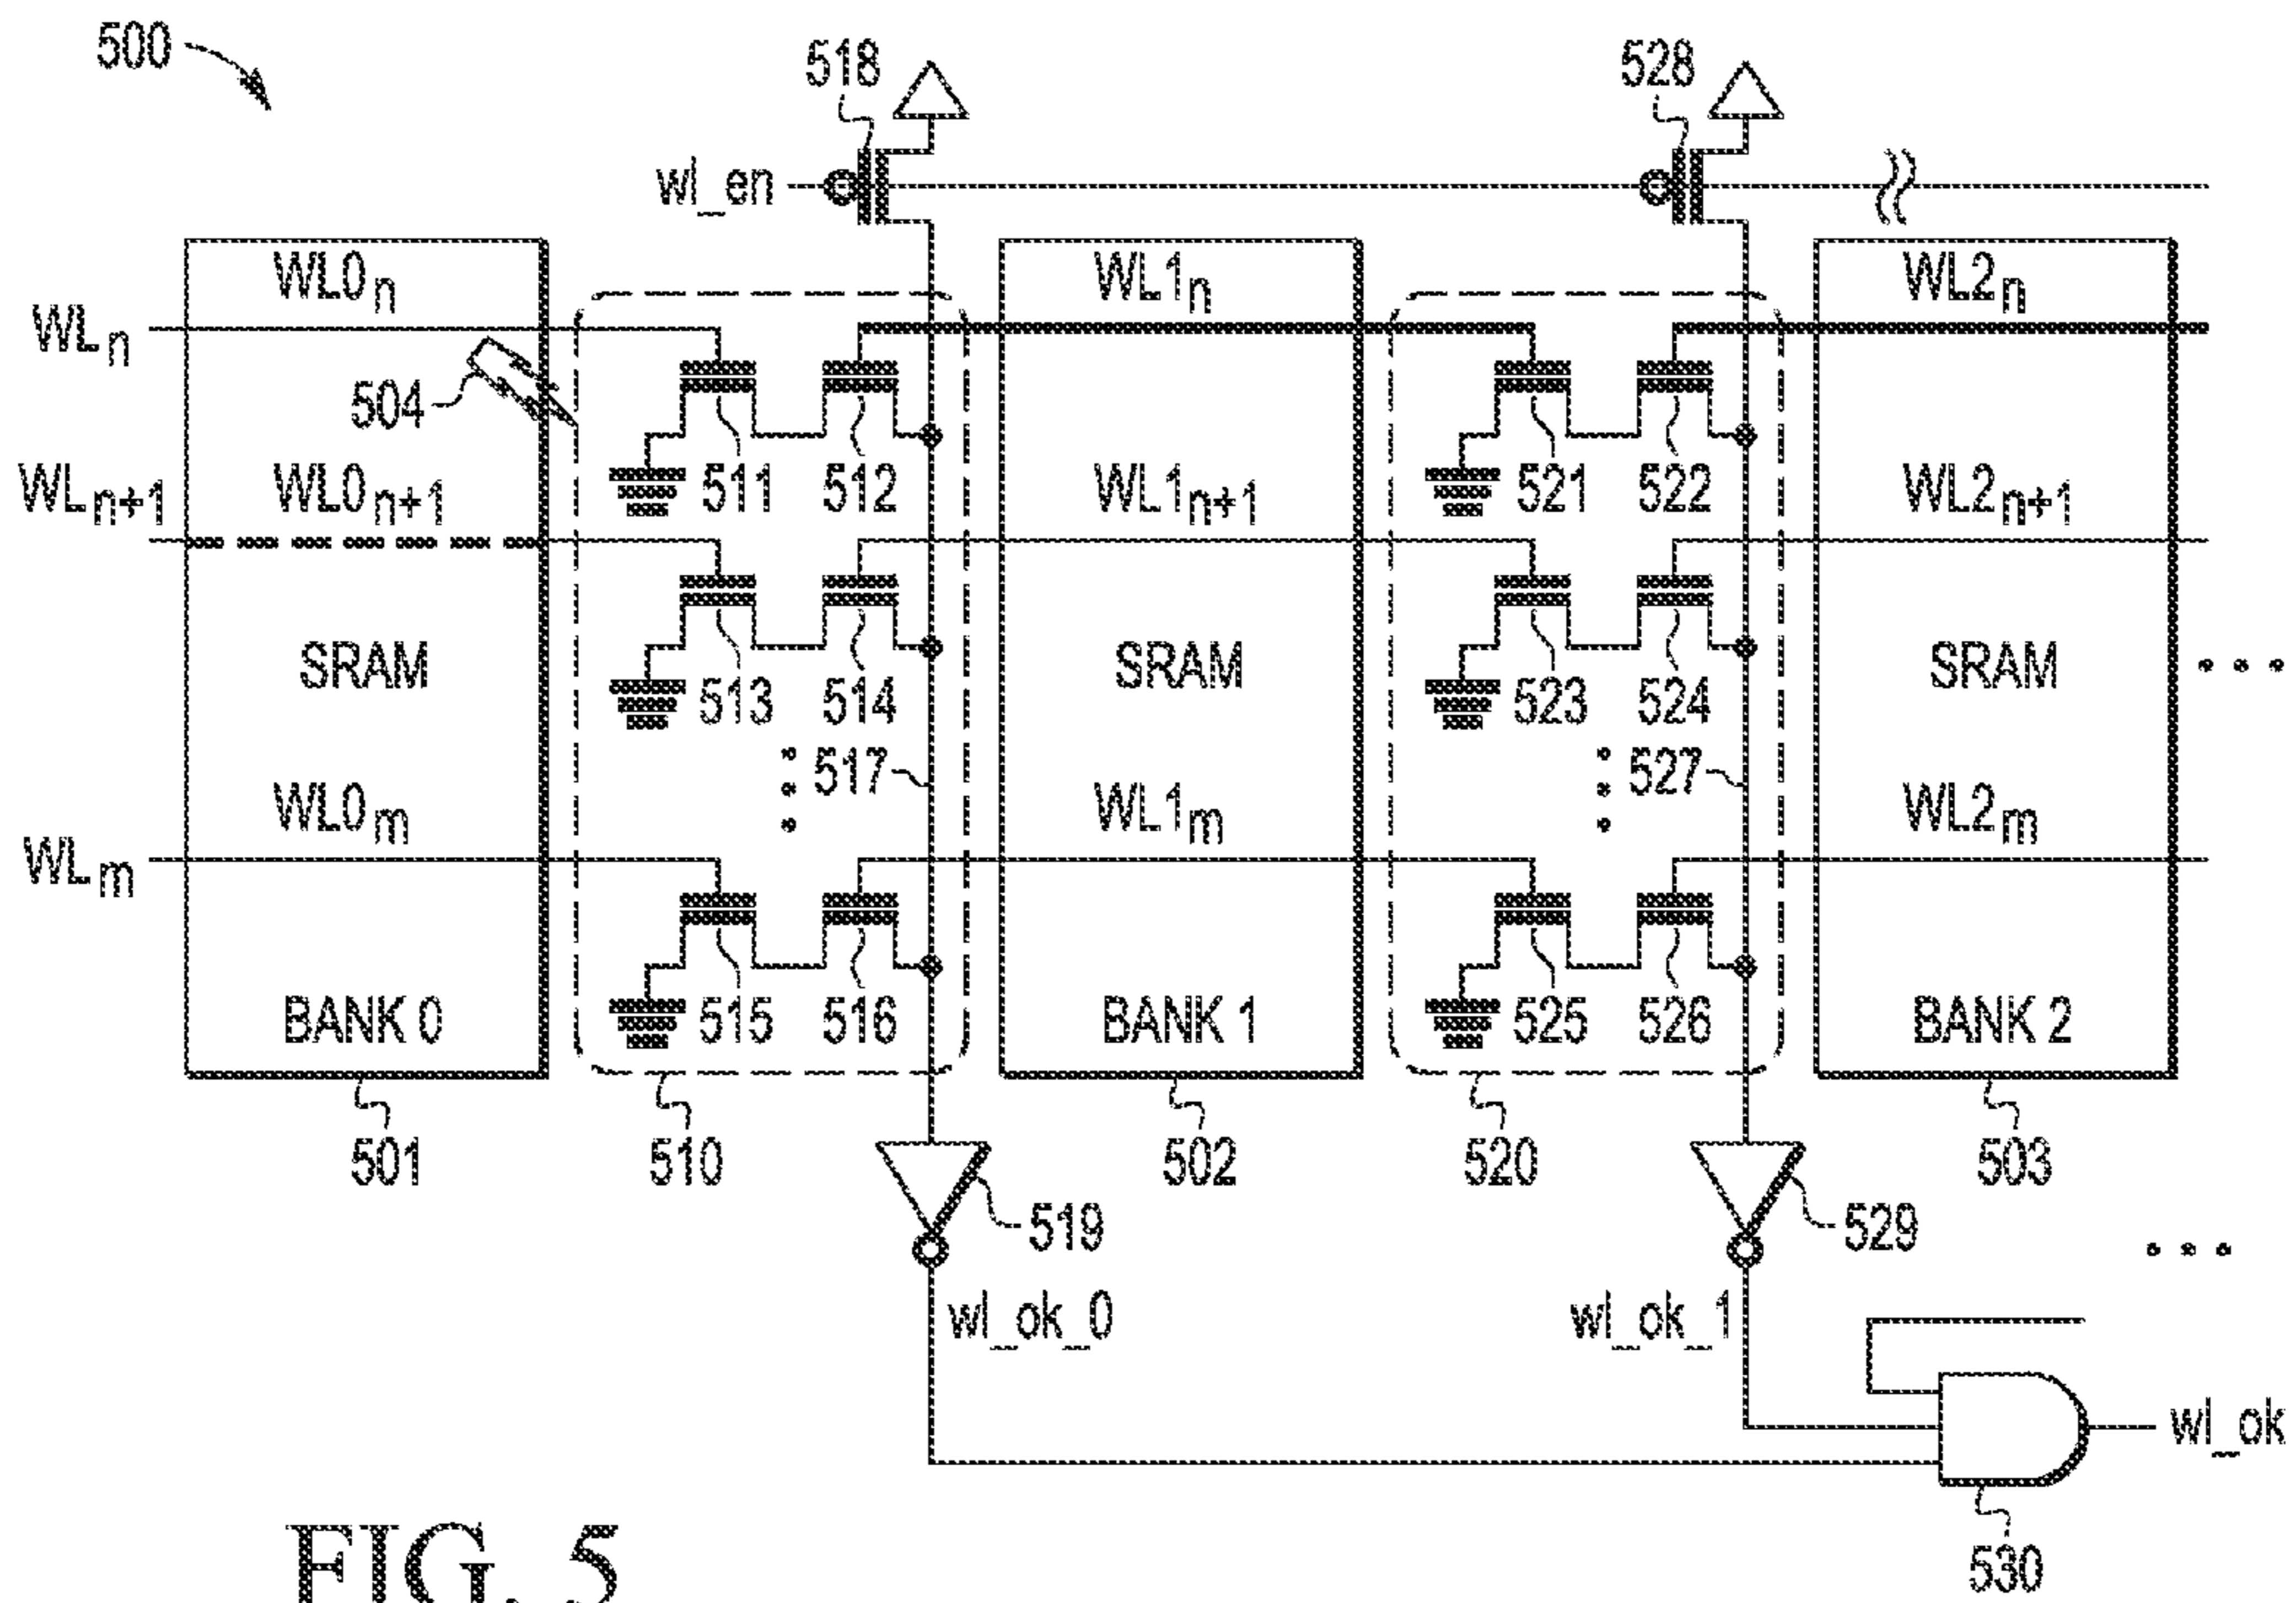 500
518
528
wl_en
WL0n
WL1n
WL2n
WLn
504
511
512
521
522
WLn+1
WL0n+1
WL1n+1
WL2n+1
SRAM
SRAM
SRAM
513
514
523
524
517
527
WL0m
WL1m
WL2m
WLm
515
516
525
526
BANK 0
BANK 1
BANK 2
501
510
502
520
503
519
529
wl_ok_0
wl_ok_1
wl_ok
530
FIG. 5